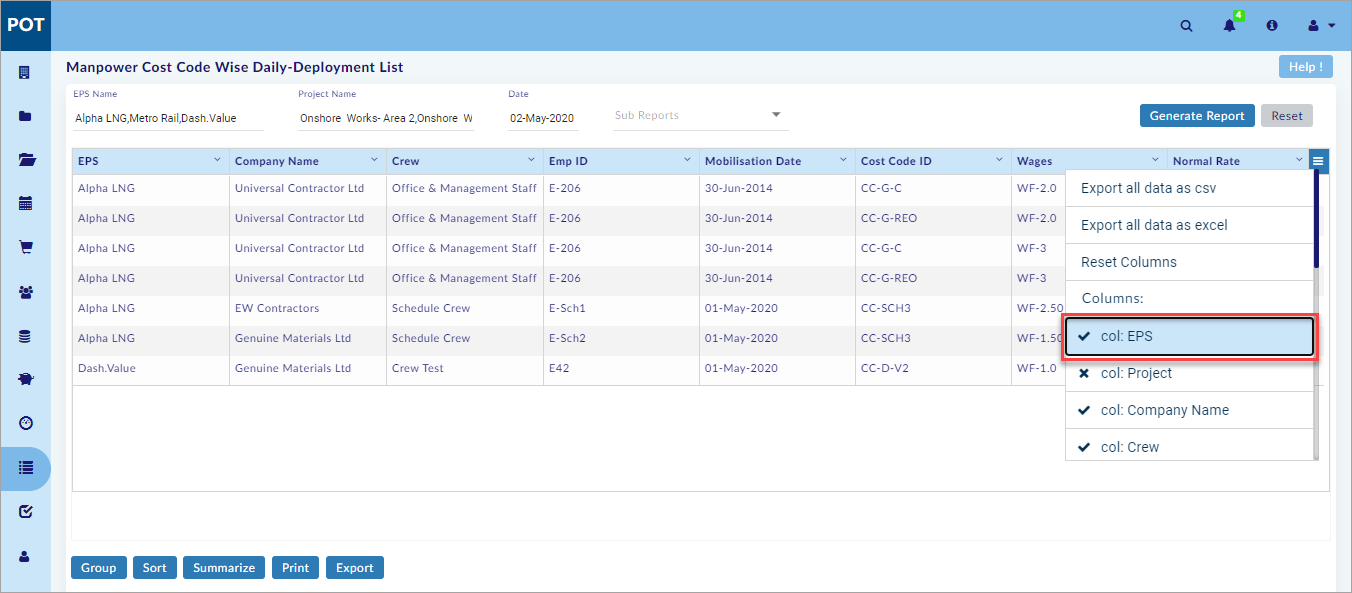 POT
4
Manpower Cost Code Wise Daily-Deployment List
Help !
EPS Name Project Name Date
Alpha LNG,Metro Rail,Dash.Value Onshore Works- Area 2,Onshore W 02-May-2020 Sub Reports Generate Report Reset
EPS Company Name Crew Emp ID Mobilisation Date Cost Code ID Wages Normal Rate
Alpha LNG Universal Contractor Ltd Office & Management Staff E-206 30-Jun-2014 CC-G-C WF-2.0
Alpha LNG Universal Contractor Ltd Office & Management Staff E-206 30-Jun-2014 CC-G-REO WF-2.0
Alpha LNG Universal Contractor Ltd Office & Management Staff E-206 30-Jun-2014 CC-G-C WF-3
Alpha LNG Universal Contractor Ltd Office & Management Staff E-206 30-Jun-2014 CC-G-REO WF-3
Alpha LNG EW Contractors Schedule Crew E-Sch1 01-May-2020 CC-SCH3 WF-2.50
Alpha LNG Genuine Materials Ltd Schedule Crew E-Sch2 01-May-2020 CC-SCH3 WF-1.50
Dash.Value Genuine Materials Ltd Crew Test E42 01-May-2020 CC-D-V2 WF-1.0
Export all data as csv
Export all data as excel
Reset Columns
Columns:
col: EPS
col: Project
col: Company Name
col: Crew
Group Sort Summarize Print Export